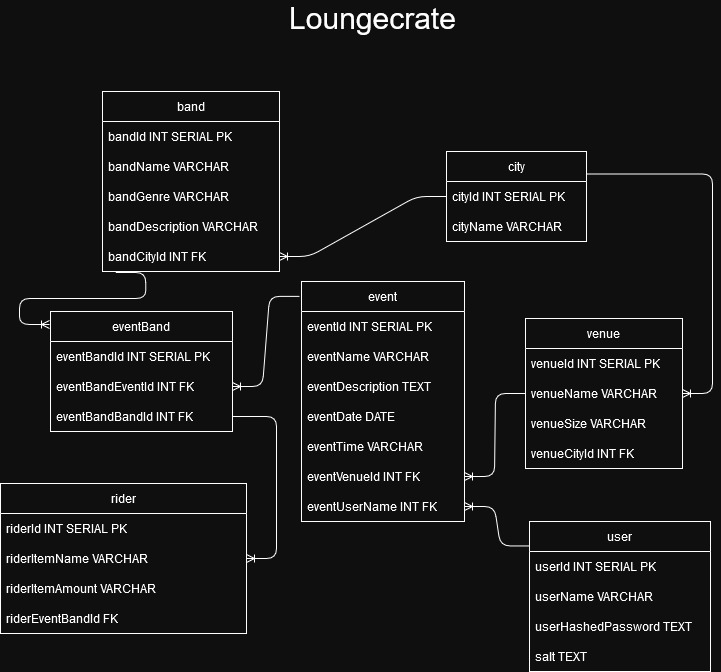 Loungecrate
band
bandId INT SERIAL PK
bandName VARCHAR
bandGenre VARCHAR
bandDescription VARCHAR
bandCityId INT FK
city
cityId INT SERIAL PK
cityName VARCHAR
eventBand
eventBandId INT SERIAL PK
eventBandEventId INT FK
eventBandBandId INT FK
event
eventId INT SERIAL PK
eventName VARCHAR
eventDescription TEXT
eventDate DATE
eventTime VARCHAR
eventVenueId INT FK
eventUserName INT FK
venue
venueId INT SERIAL PK
venueName VARCHAR
venueSize VARCHAR
venueCityId INT FK
rider
riderId INT SERIAL PK
riderItemName VARCHAR
riderItemAmount VARCHAR
riderEventBandId FK
user
userId INT SERIAL PK
userName VARCHAR
userHashedPassword TEXT
salt TEXT